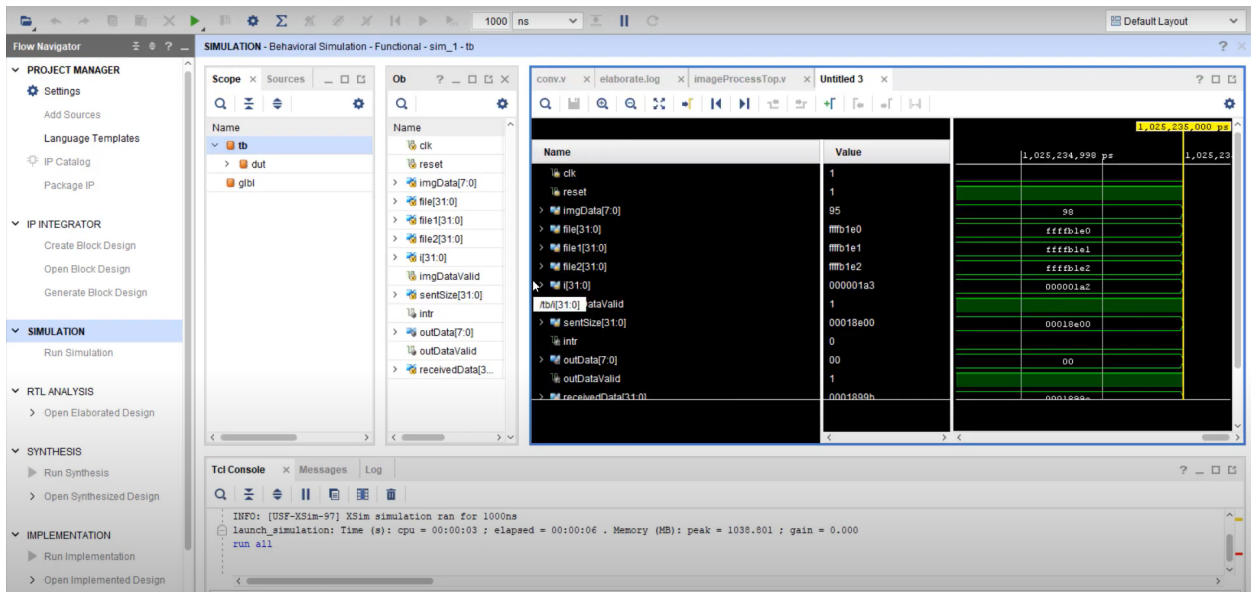 1000 ns
Default Layout
Flow Navigator
PROJECT MANAGER
Settings
Add Sources
Language Templates
IP Catalog
Package IP
IP INTEGRATOR
Create Block Design
Open Block Design
Generate Block Design
SIMULATION
Run Simulation
RTL ANALYSIS
Open Elaborated Design
SYNTHESIS
Run Synthesis
Open Synthesized Design
IMPLEMENTATION
Run Implementation
Open Implemented Design
SIMULATION - Behavioral Simulation - Functional - sim_1 - tb
Scope Sources
Name
tb
dut
glbl
Ob
Name
clk
reset
imgData[7:0]
file[31:0]
file1[31:0]
file2[31:0]
i[31:0]
imgDataValid
sentSize[31:0]
intr
outData[7:0]
outDataValid
receivedData[3...
conv.v elaborate.log imageProcessTop.v Untitled 3
1,025,235,000 ps
Name Value 1,025,234,998 ps 1,025,23
clk 1
reset 1
imgData[7:0] 95 98
file[31:0] ffffb1e0 ffffb1e0
file1[31:0] ffffb1e1 ffffb1e1
file2[31:0] ffffb1e2 ffffb1e2
i[31:0] 000001a3 000001a2
/tb/i[31:0] ataValid 1
sentSize[31:0] 00018e00 00018e00
intr 0
outData[7:0] 00 00
outDataValid 1
receivedData[31:0] 0001899b
Tcl Console Messages Log
INFO: [USF-XSim-97] XSim simulation ran for 1000ns
launch_simulation: Time (s): cpu = 00:00:03 ; elapsed = 00:00:06 . Memory (MB): peak = 1038.801 ; gain = 0.000
run all